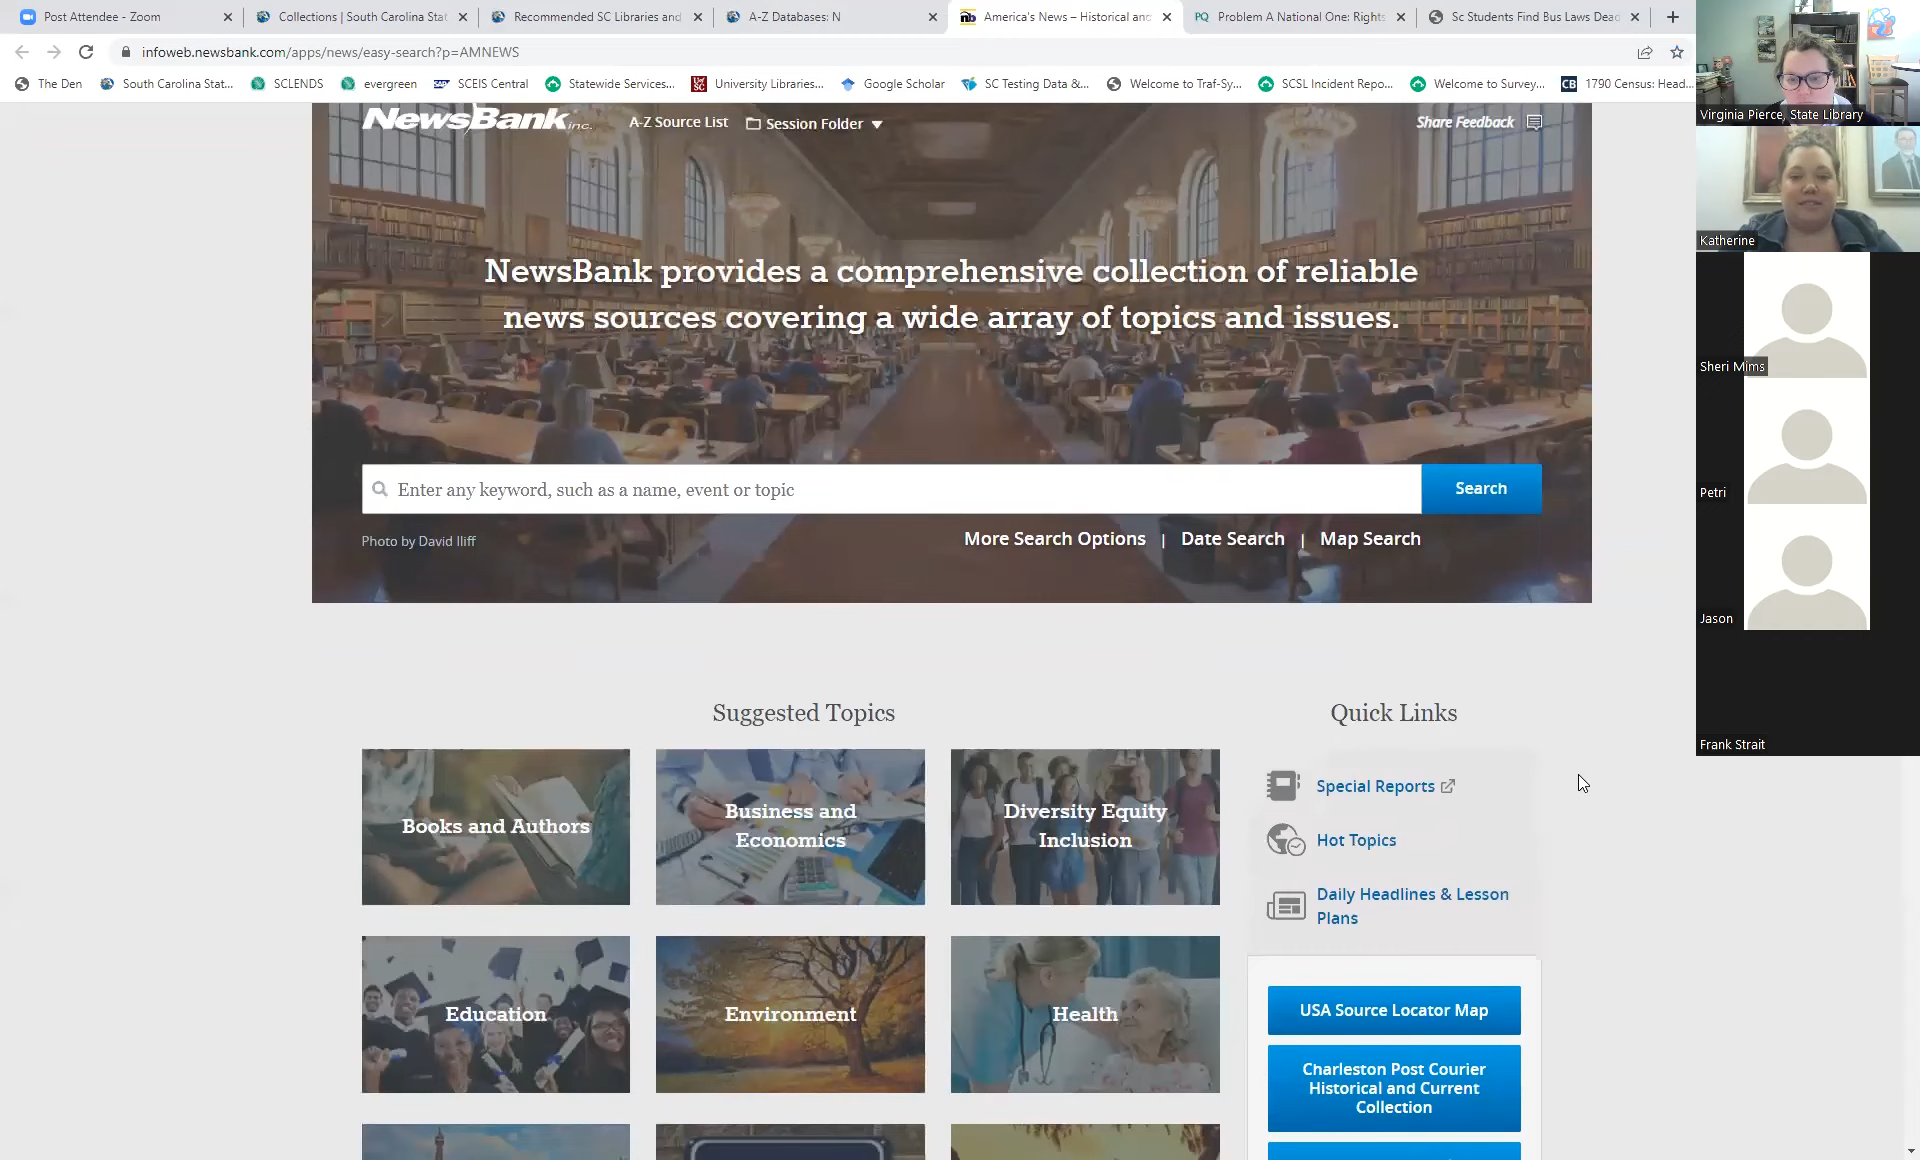 Post Attendee - Zoom
Collections | South Carolina Stat
Recommended SC Libraries and
A-Z Databases: N
America's News – Historical and
PQ Problem A National One: Rights
Sc Students Find Bus Laws Dead
infoweb.newsbank.com/apps/news/easy-search?p=AMNEWS
The Den
South Carolina Stat...
SCLENDS
evergreen
SCEIS Central
Statewide Services...
University Libraries...
Google Scholar
SC Testing Data &...
Welcome to Traf-Sy...
SCSL Incident Repo...
Welcome to Survey...
CB 1790 Census: Head...
NewsBank inc.
A-Z Source List
Session Folder
Share Feedback
NewsBank provides a comprehensive collection of reliable
news sources covering a wide array of topics and issues.
Enter any keyword, such as a name, event or topic
Search
Photo by David Iliff
More Search Options | Date Search | Map Search
Suggested Topics
Quick Links
Books and Authors
Business and
Economics
Diversity Equity
Inclusion
Special Reports
Hot Topics
Daily Headlines & Lesson
Plans
Education
Environment
Health
USA Source Locator Map
Charleston Post Courier
Historical and Current
Collection
Virginia Pierce, State Library
Katherine
Sheri Mims
Petri
Jason
Frank Strait